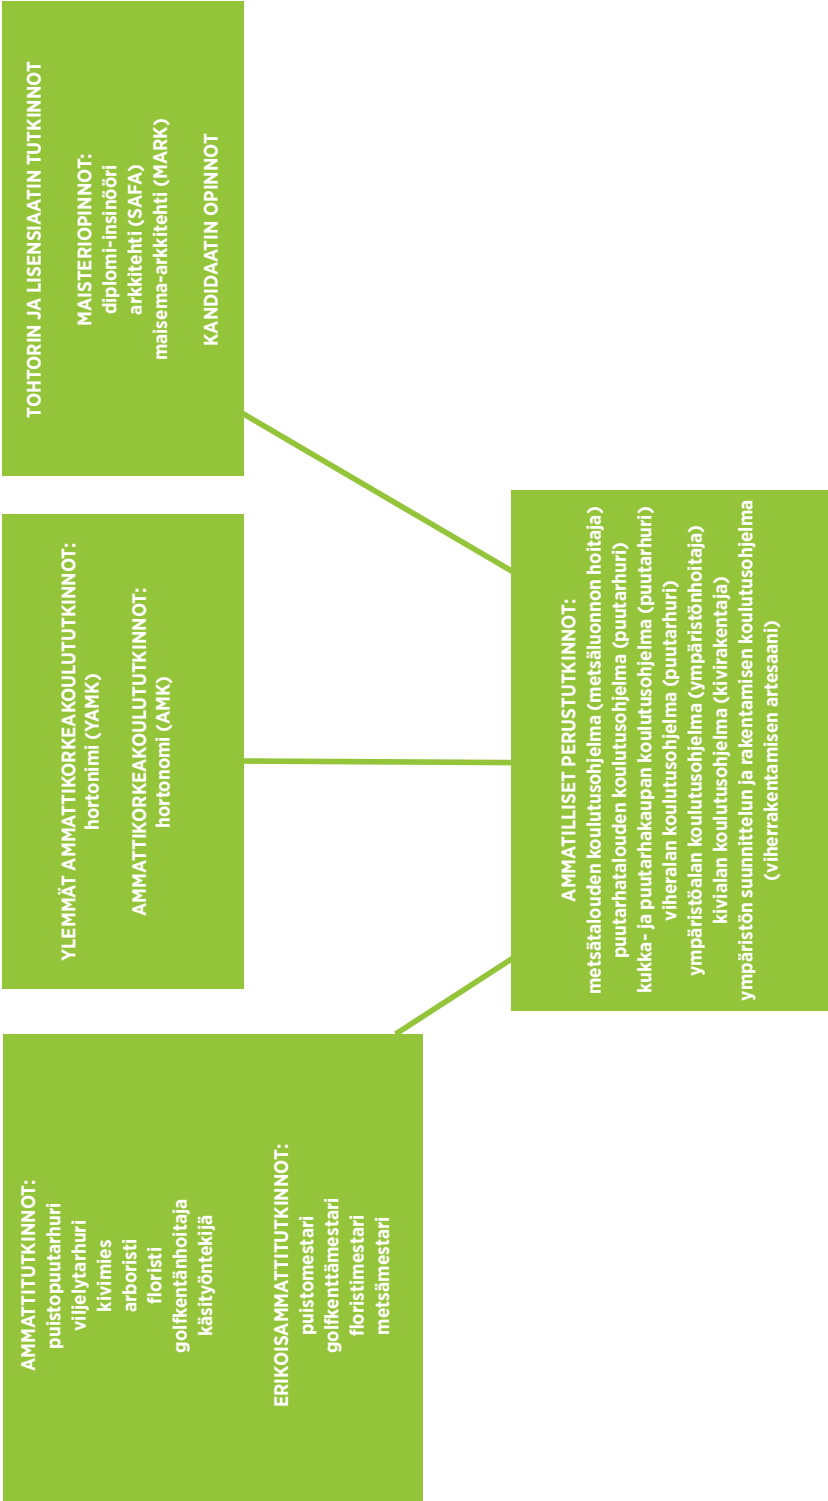 AMMATTITUTKINNOT:
puistopuutarhuri
viljelytarhuri
kivimies
arboristi
floristi
golfkentänhoitaja
käsityöntekijä
ERIKOISAMMATTITUTKINNOT:
puistomestari
golfkenttämestari
floristimestari
metsämestari
YLEMMÄT AMMATTIKORKEAKOULUTUTKINNOT:
hortonimi (YAMK)
AMMATTIKORKEAKOULUTUTKINNOT:
hortonomi (AMK)
TOHTORIN JA LISENSIAATIN TUTKINNOT
MAISTERIOPINNOT:
diplomi-insinööri
arkkitehti (SAFA)
maisema-arkkitehti (MARK)
KANDIDAATIN OPINNOT
AMMATILLISET PERUSTUTKINNOT:
metsätalouden koulutusohjelma (metsäluonnon hoitaja)
puutarhatalouden koulutusohjelma (puutarhuri)
kukka- ja puutarhakaupan koulutusohjelma (puutarhuri)
viheralan koulutusohjelma (puutarhuri)
ympäristöalan koulutusohjelma (ympäristönhoitaja)
kivialan koulutusohjelma (kivirakentaja)
ympäristön suunnittelun ja rakentamisen koulutusohjelma
(viherrakentamisen artesaani)